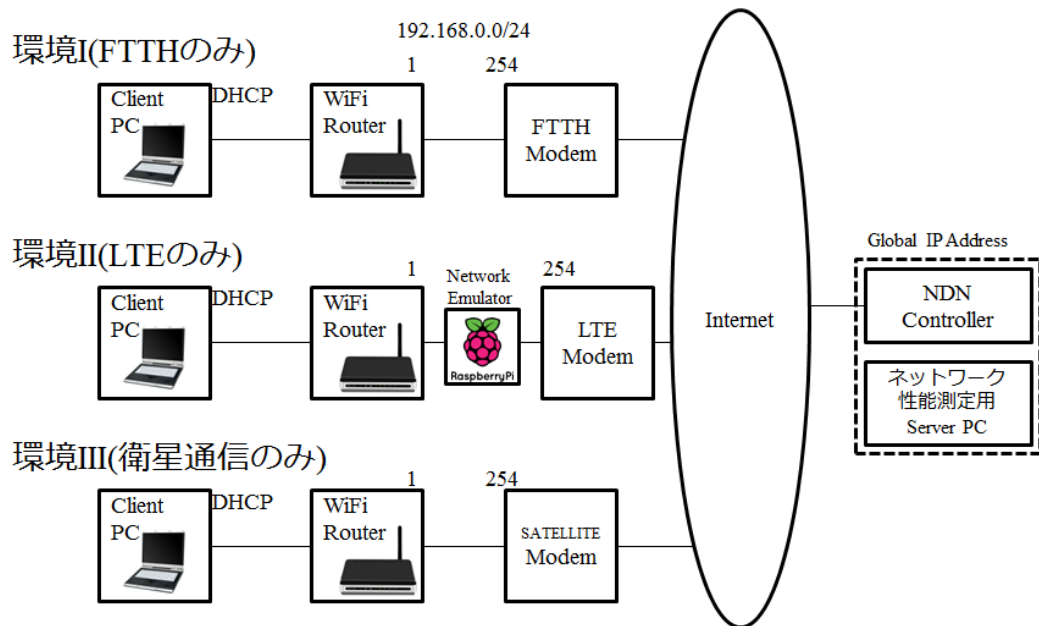 環境I(FTTHのみ)
192.168.0.0/24
1
254
Client
PC
DHCP
WiFi
Router
FTTH
Modem
環境II(LTEのみ)
1
Network
Emulator
254
Client
PC
DHCP
WiFi
Router
RaspberryPi
LTE
Modem
環境III(衛星通信のみ)
1
254
Client
PC
DHCP
WiFi
Router
SATELLITE
Modem
Internet
Global IP Address
NDN
Controller
ネットワーク
性能測定用
Server PC